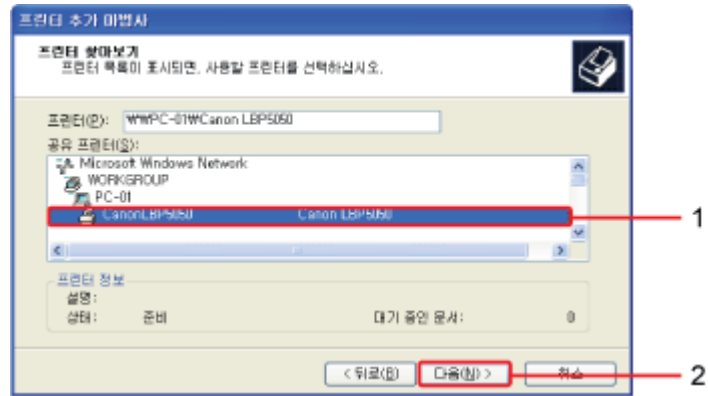 프린터 추가 마법사
프린터 찾아보기
프린터 목록이 표시되면, 사용할 프린터를 선택하십시오.
프린터(P): ₩₩PC-01₩Canon LBP5050
공유 프린터(S):
Microsoft Windows Network
WORKGROUP
PC-01
CanonLBP5050 Canon LBP5050
1
프린터 정보
설명:
상태: 준비 대기 중인 문서: 0
< 뒤로(B) 다음(N) > 취소
2